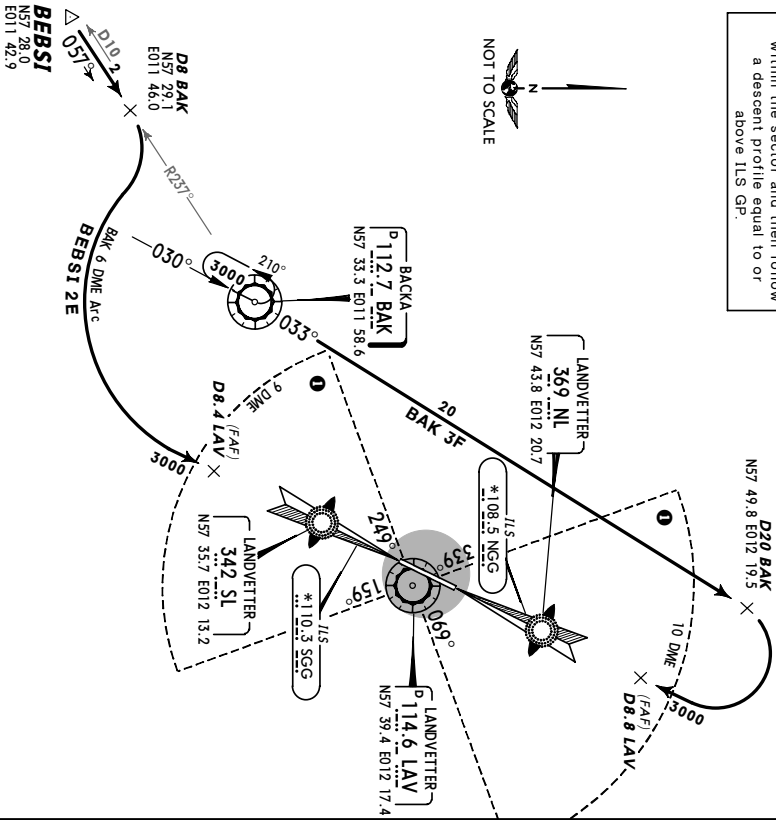 within the sector and then follow
a descent profile equal to or
above ILS GP.
N
NOT TO SCALE
BEBSI
N57 28.0
E011 42.9
057°
D10
2
D8 BAK
N57 29.1
E011 46.0
R237°
BAK 6 DME Arc
BEBSI 2E
030°
3000
210°
BACKA
D 112.7 BAK
N57 33.3 E011 58.6
033°
20
BAK 3F
LANDVETTER
369 NL
N57 43.8 E012 20.7
D20 BAK
N57 49.8 E012 19.5
10 DME
3000
(FAF)
D8.8 LAV
1
ILS
*108.5 NGG
1
9 DME
(FAF)
D8.4 LAV
3000
249°
339°
159°
069°
LANDVETTER
342 SL
N57 35.7 E012 13.2
ILS
*110.3 SGG
LANDVETTER
D 114.6 LAV
N57 39.4 E012 17.4